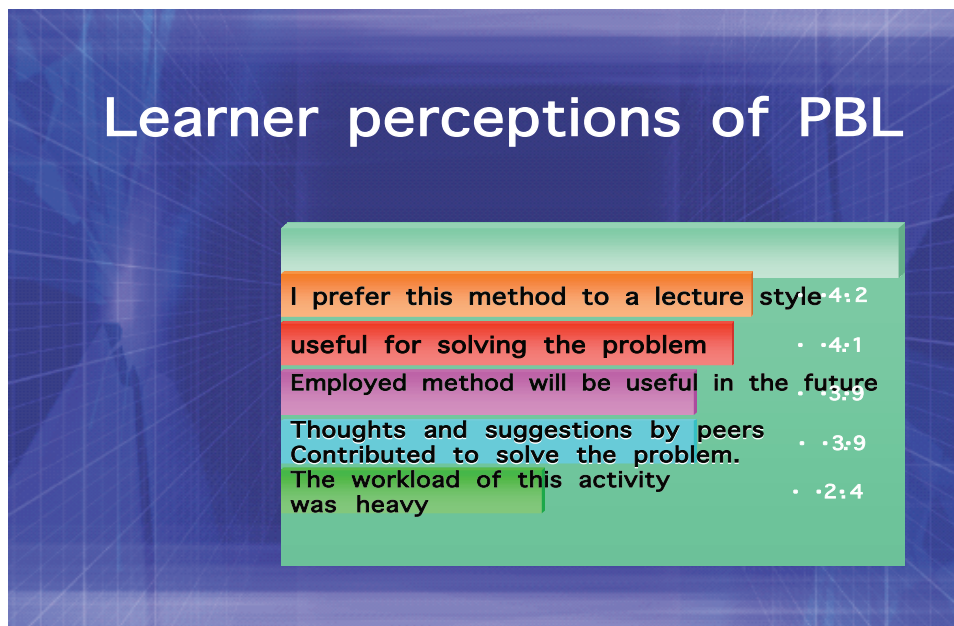 Learner perceptions of PBL
I prefer this method to a lecture style 4.2
useful for solving the problem 4.1
Employed method will be useful in the future 3.9
Thoughts and suggestions by peers
Contributed to solve the problem. 3.9
The workload of this activity
was heavy 2.4